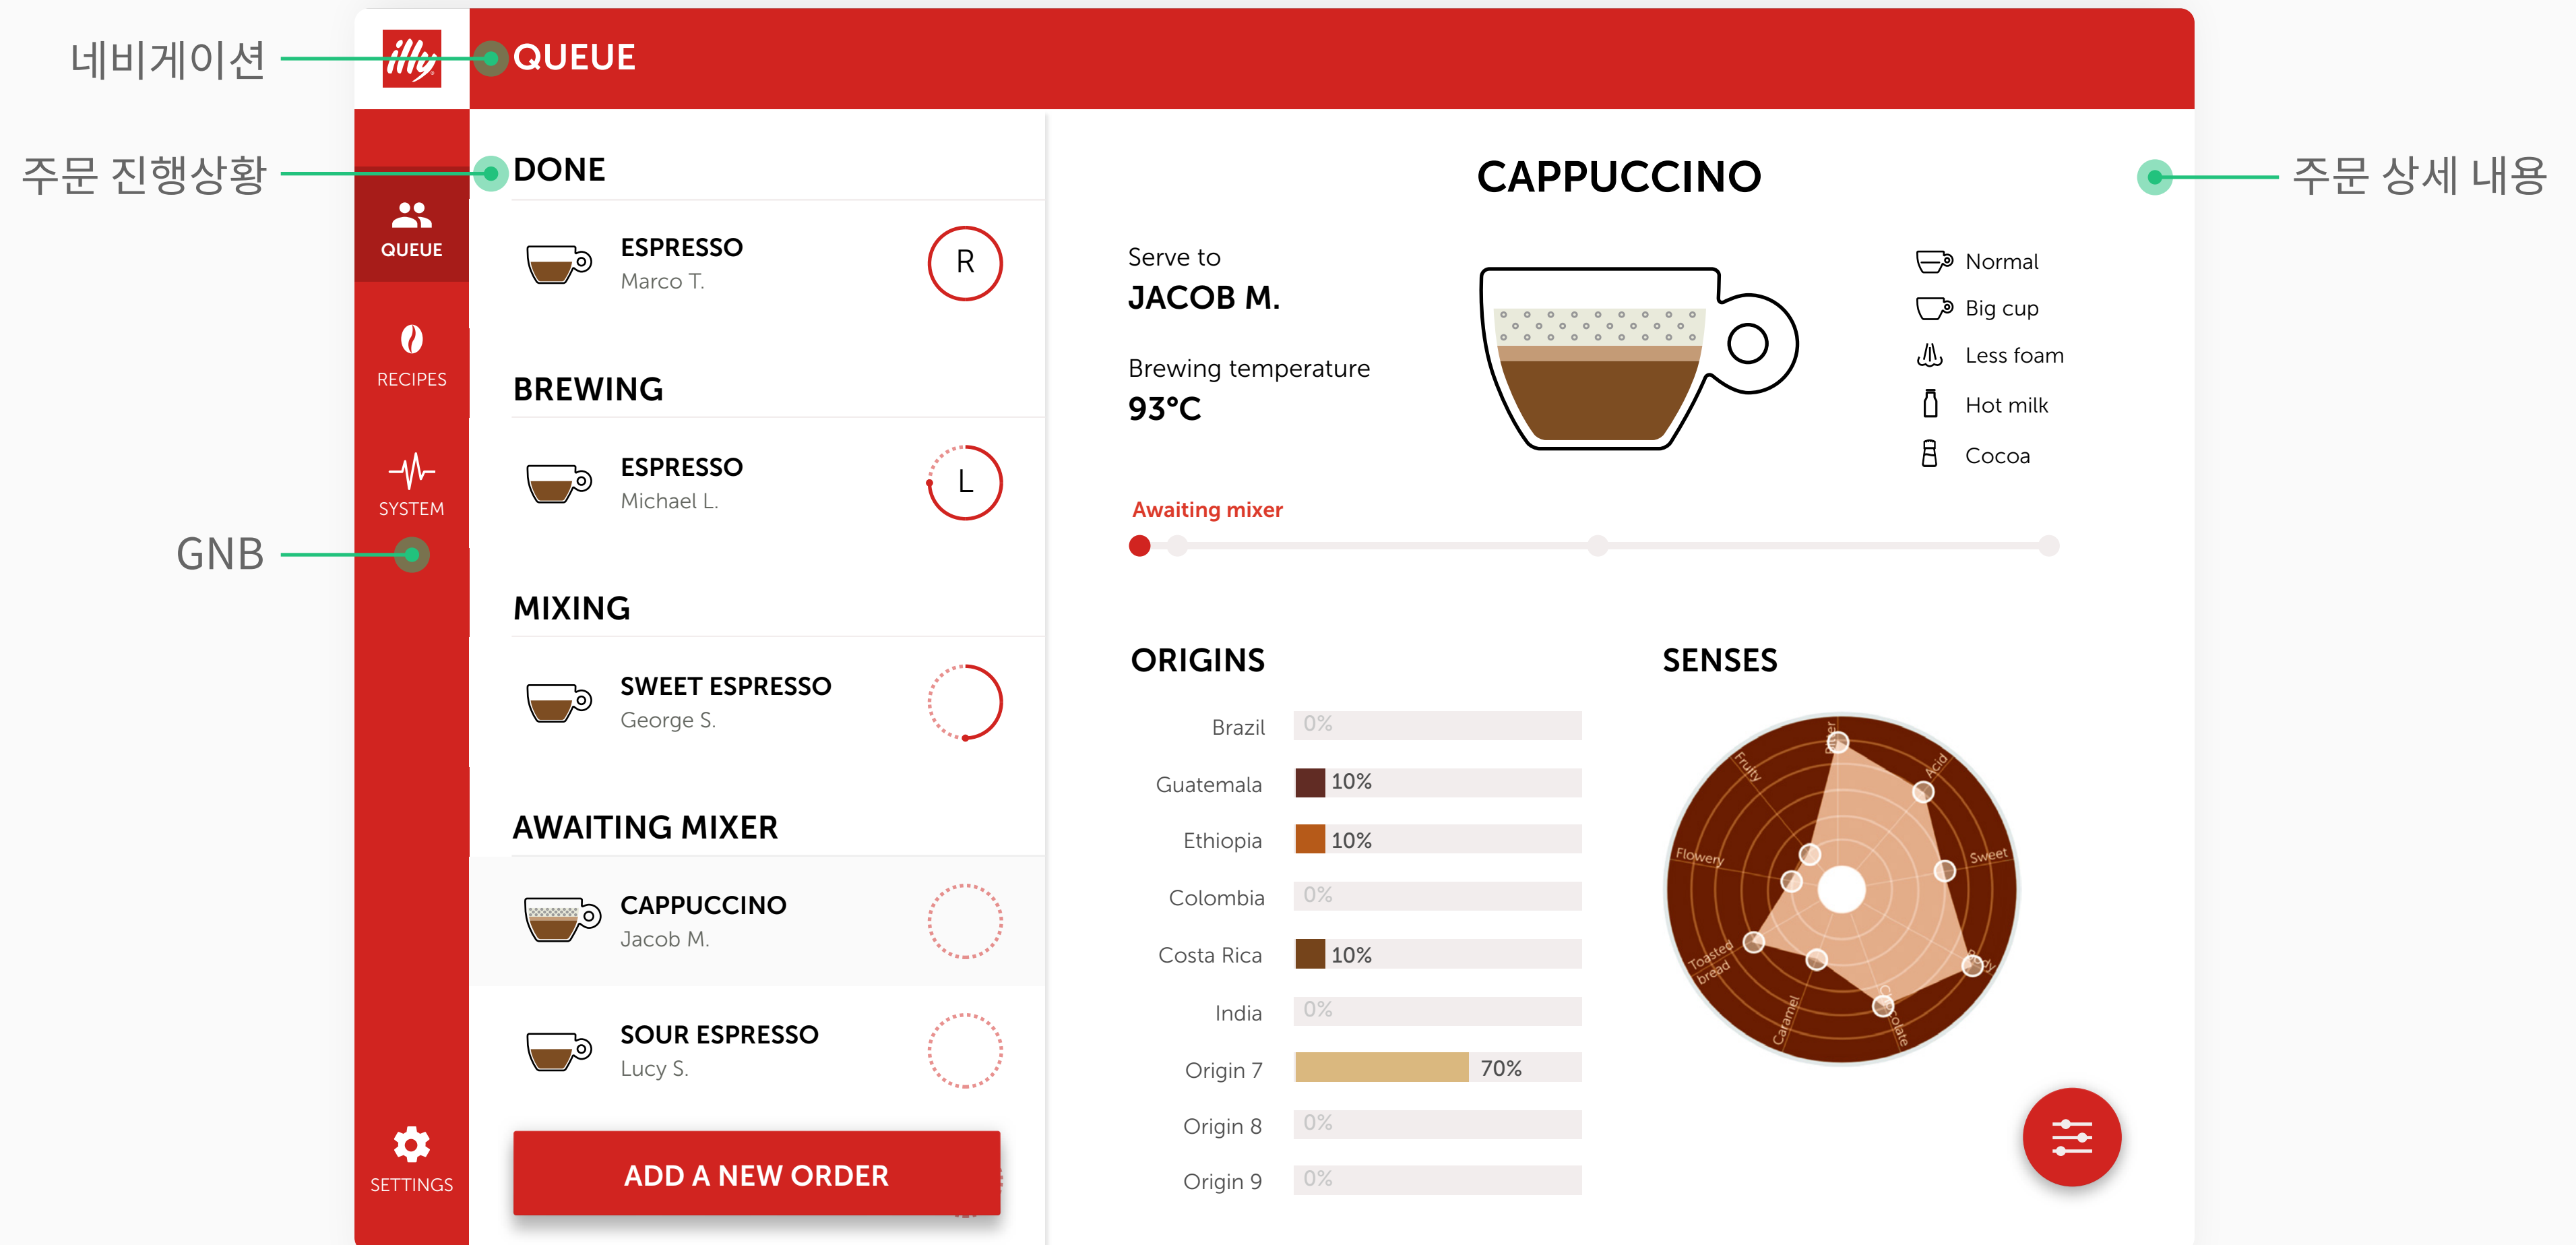 네비게이션
illy
QUEUE
주문 진행상황
DONE
CAPPUCCINO
주문 상세 내용
QUEUE
RECIPES
SYSTEM
GNB
SETTINGS
ESPRESSO
Marco T.
R
BREWING
ESPRESSO
Michael L.
L
MIXING
SWEET ESPRESSO
George S.
AWAITING MIXER
CAPPUCCINO
Jacob M.
SOUR ESPRESSO
Lucy S.
ADD A NEW ORDER
Serve to
JACOB M.
Brewing temperature
93°C
Normal
Big cup
Less foam
Hot milk
Cocoa
Awaiting mixer
ORIGINS
Brazil 0%
Guatemala 10%
Ethiopia 10%
Colombia 0%
Costa Rica 10%
India 0%
Origin 7 70%
Origin 8 0%
Origin 9 0%
SENSES
Acid
Sweet
Caramel
Toasted
bread
Flowery
Fruity